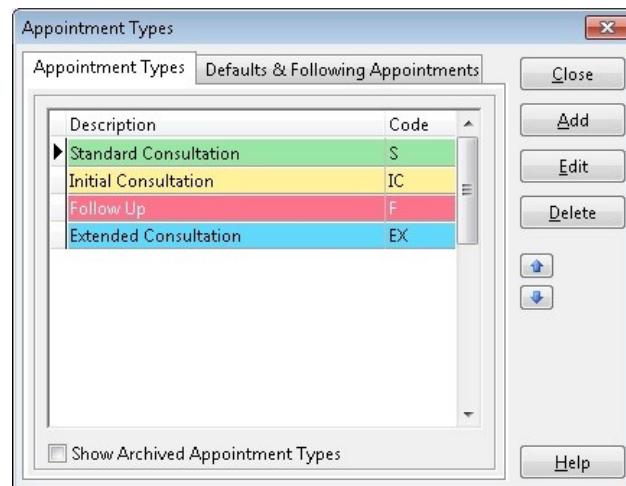 Appointment Types
Appointment Types
Defaults & Following Appointments
Close
Add
Edit
Delete
Description Code
Standard Consultation S
Initial Consultation IC
Follow Up F
Extended Consultation EX
Show Archived Appointment Types
Help